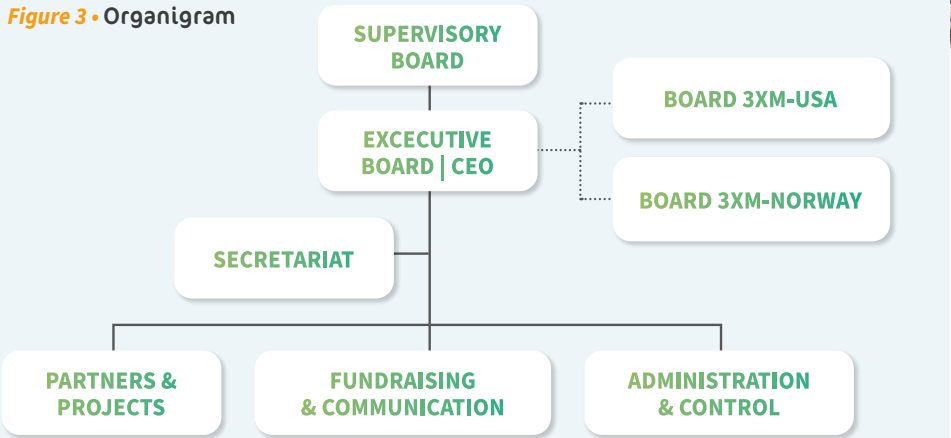 Figure 3 • Organigram
SUPERVISORY
BOARD
EXCECUTIVE
BOARD | CEO
BOARD 3XM-USA
BOARD 3XM-NORWAY
SECRETARIAT
PARTNERS &
PROJECTS
FUNDRAISING
& COMMUNICATION
ADMINISTRATION
& CONTROL